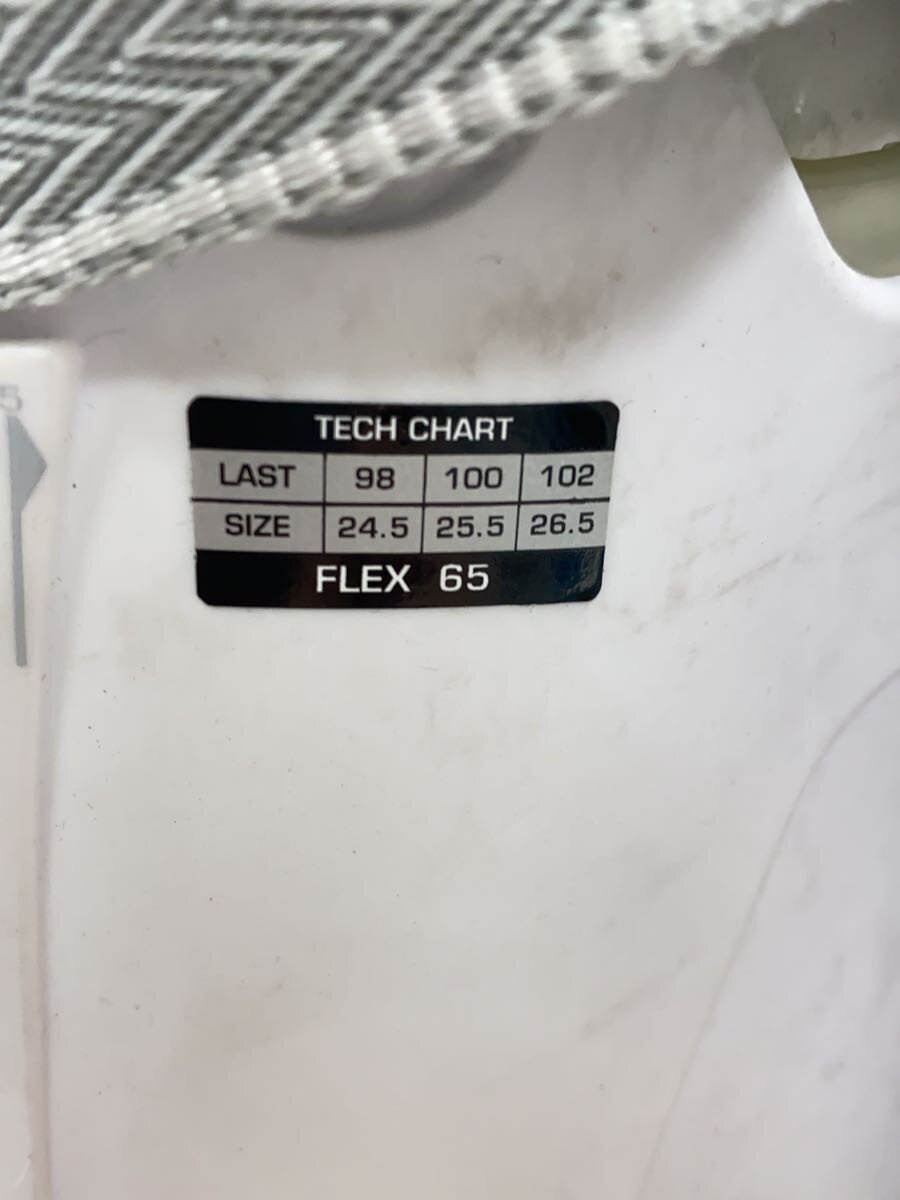 TECH CHART
LAST 98 100 102
SIZE 24.5 25.5 26.5
FLEX 65